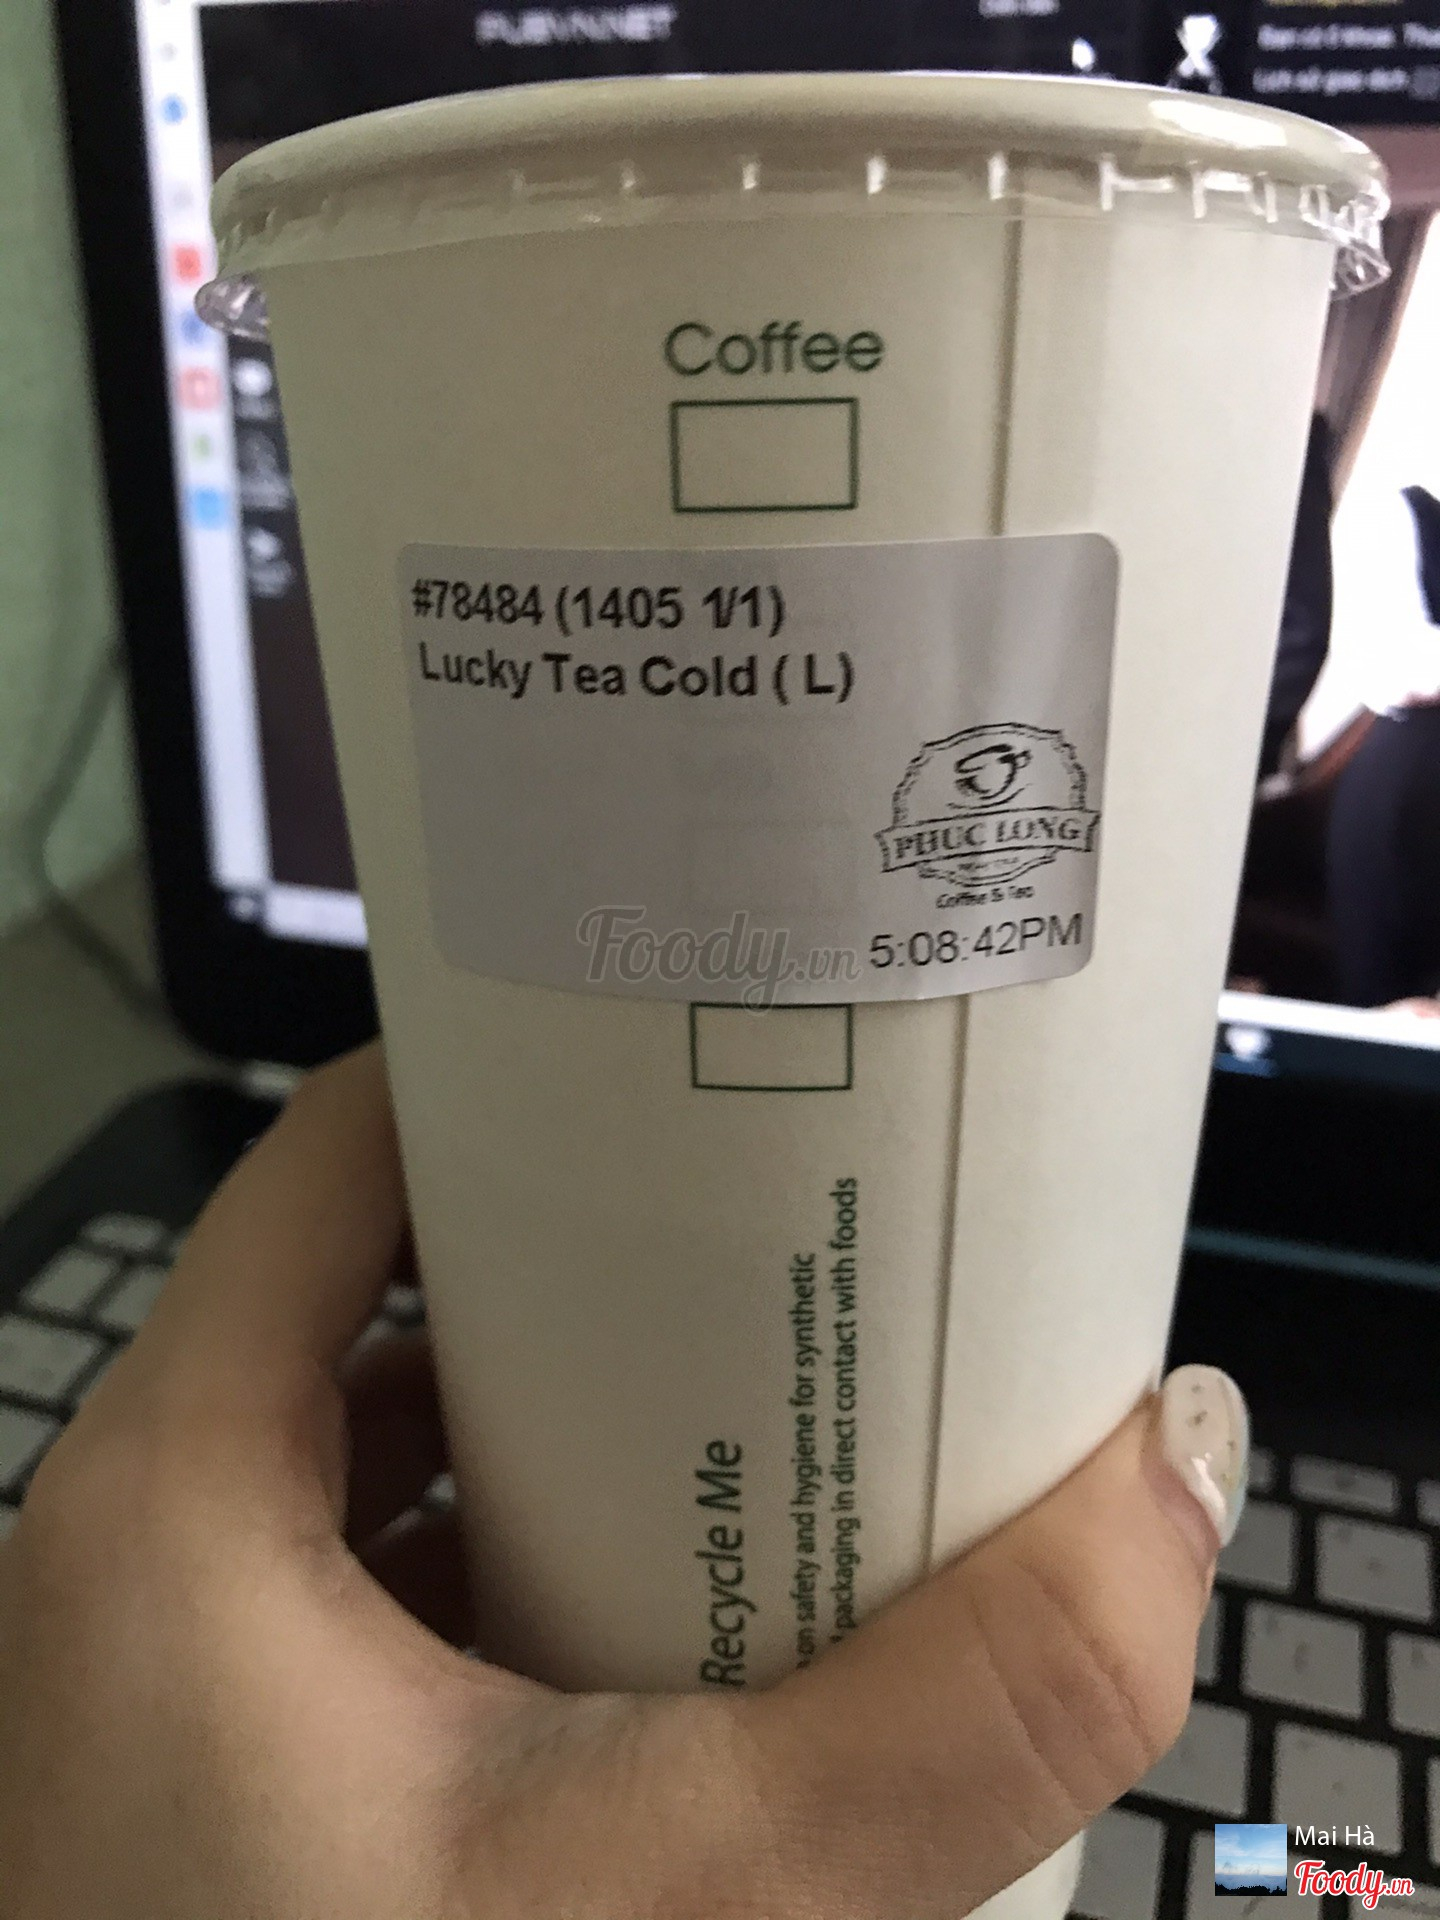 Coffee
#78484 (1405 1/1)
Lucky Tea Cold ( L)
PHUC LONG
Coffee & Tea
5:08:42PM
Foody.vn
Recycle Me
on safety and hygiene for synthetic
packaging in direct contact with foods
Mai Hà
Foody.vn